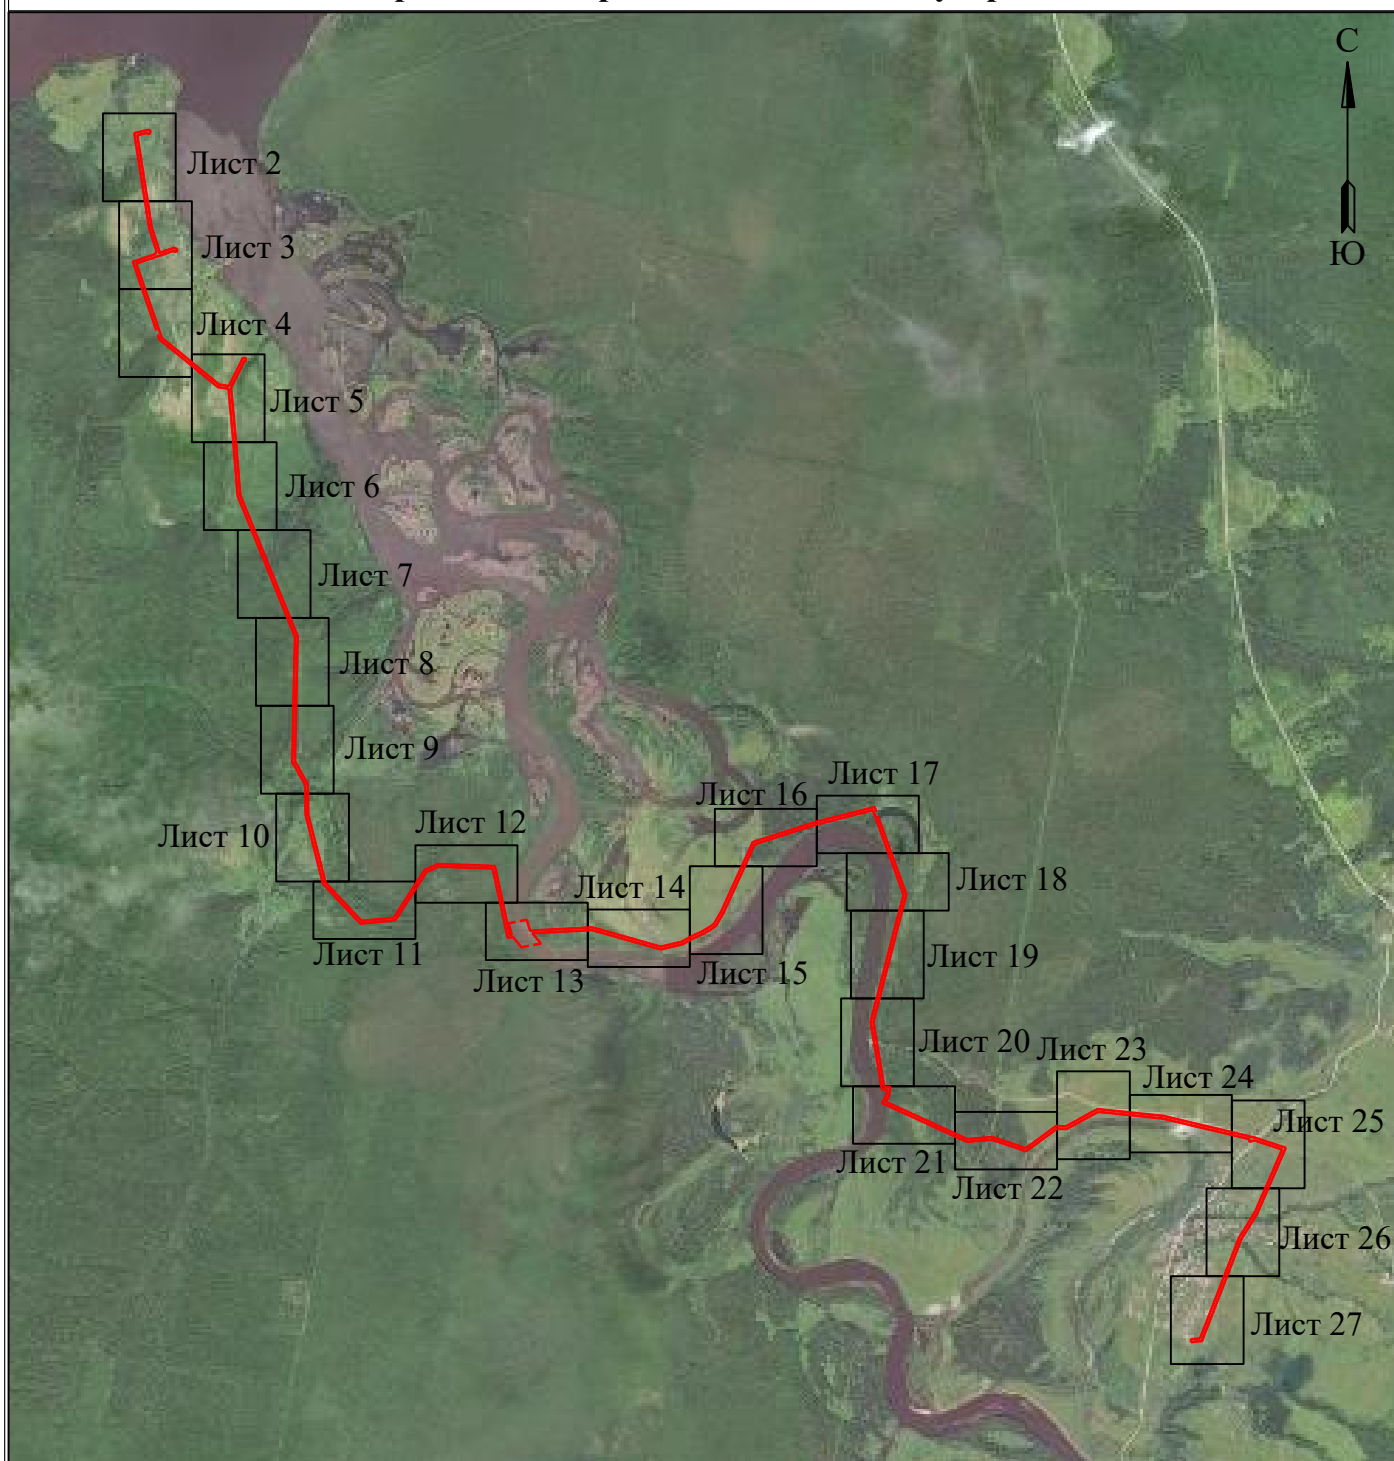 С
Ю
Лист 2
Лист 3
Лист 4
Лист 5
Лист 6
Лист 7
Лист 8
Лист 9
Лист 10
Лист 11
Лист 12
Лист 13
Лист 14
Лист 15
Лист 16
Лист 17
Лист 18
Лист 19
Лист 20
Лист 21
Лист 22
Лист 23
Лист 24
Лист 25
Лист 26
Лист 27